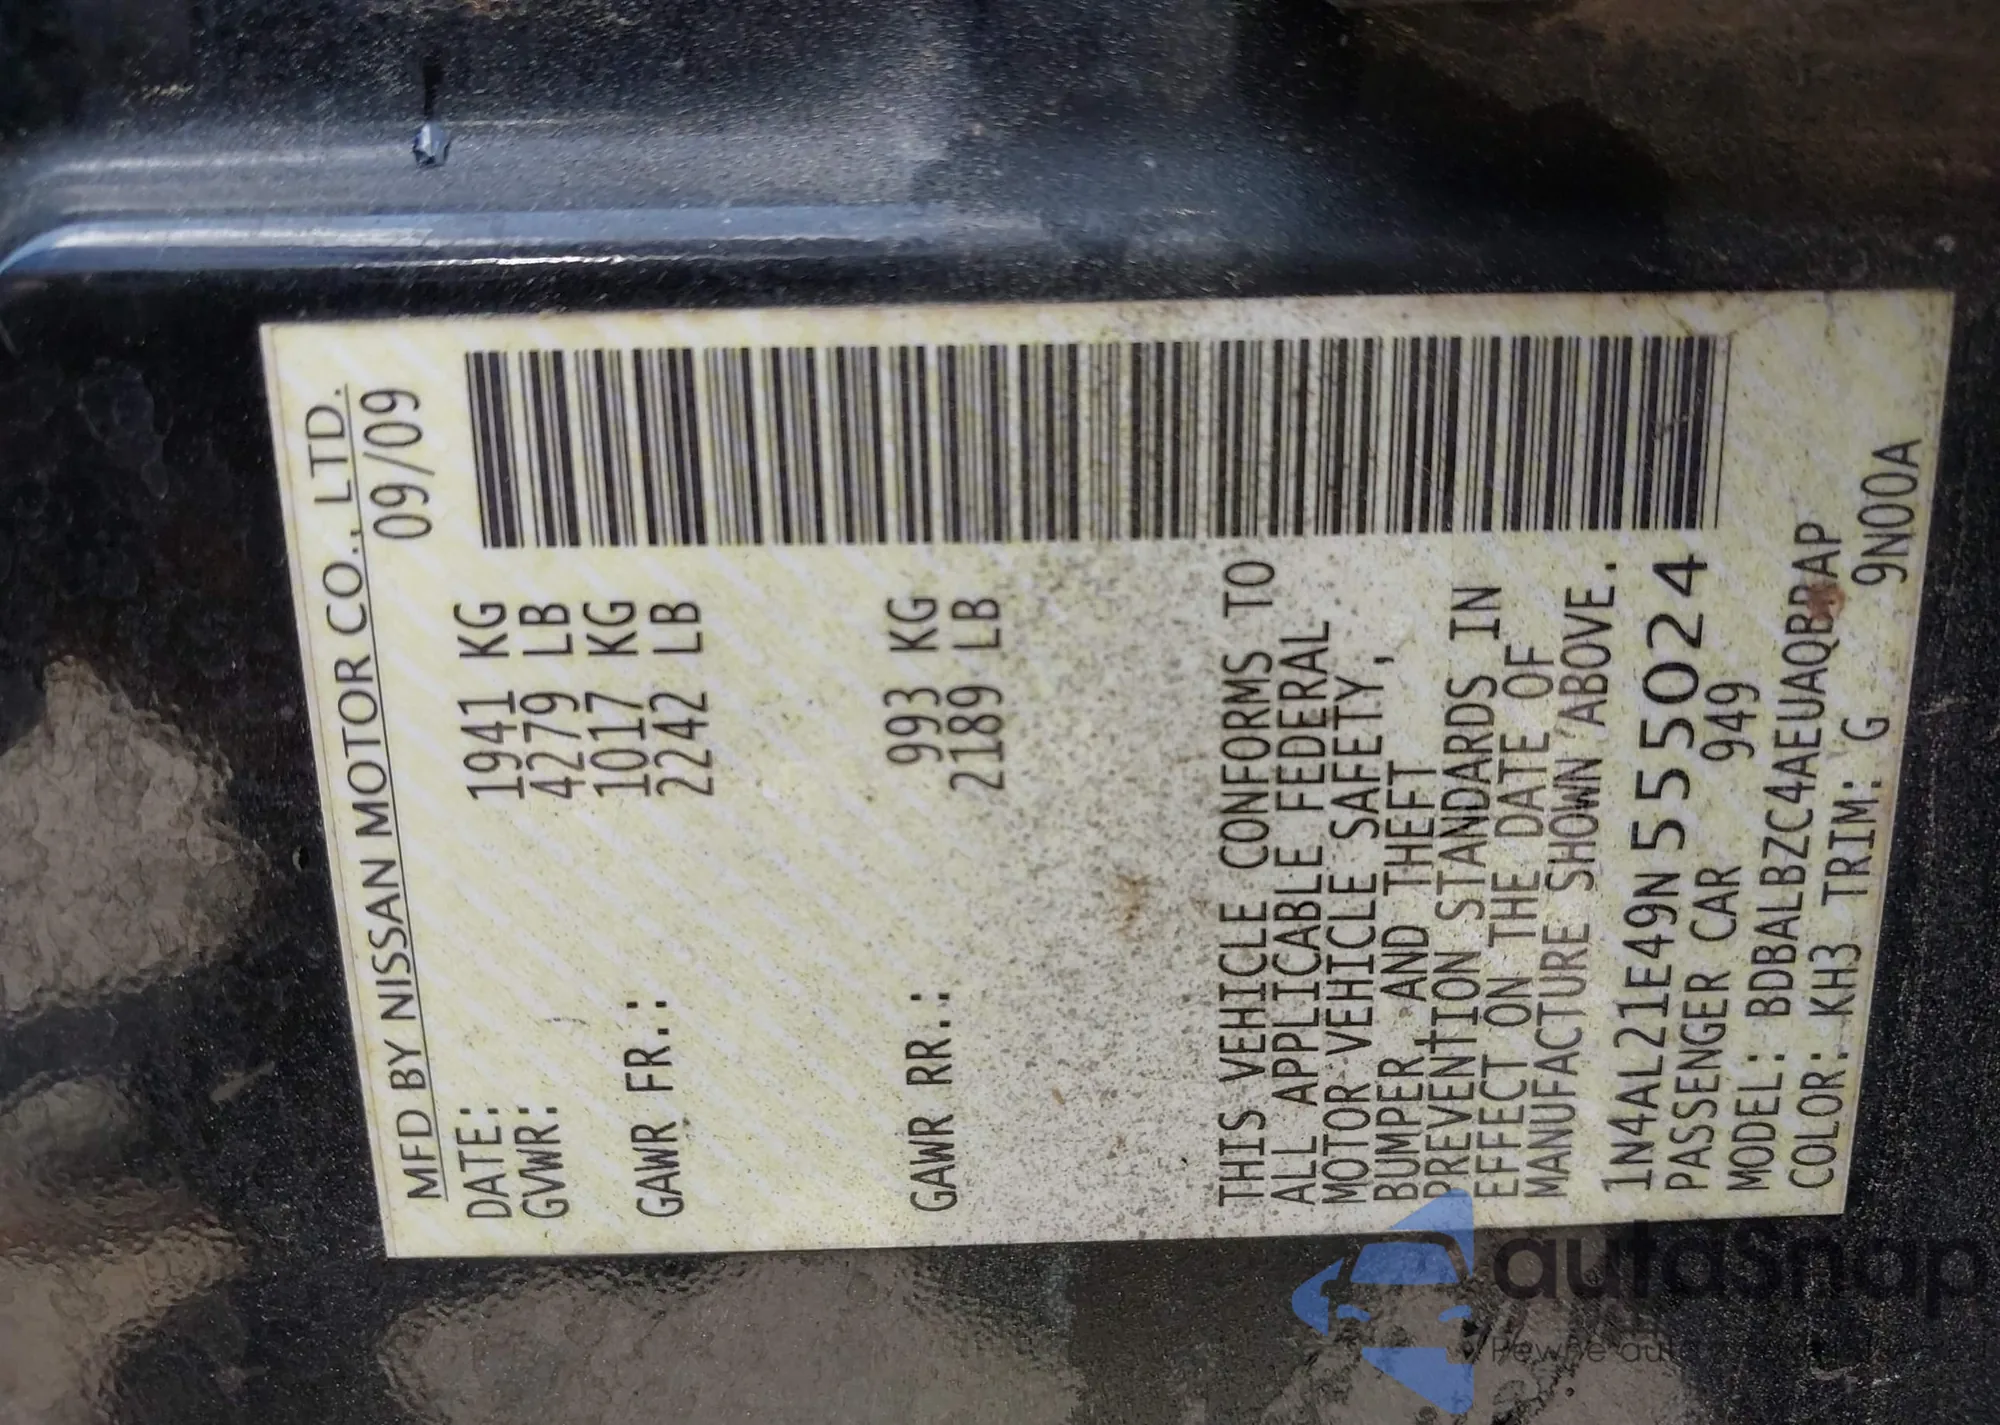 MFD BY NISSAN MOTOR CO., LTD.
DATE: 09/09
GVWR: 1941 KG
4279 LB
GAWR FR.: 1017 KG
2242 LB
GAWR RR.: 993 KG
2189 LB
THIS VEHICLE CONFORMS TO
ALL APPLICABLE FEDERAL
MOTOR VEHICLE SAFETY,
BUMPER, AND THEFT
PREVENTION STANDARDS IN
EFFECT ON THE DATE OF
MANUFACTURE SHOWN ABOVE.
1N4AL21E49N555024
PASSENGER CAR 949
MODEL:
COLOR: KH3 TRIM: G 9N00A
autasnap
Pewne